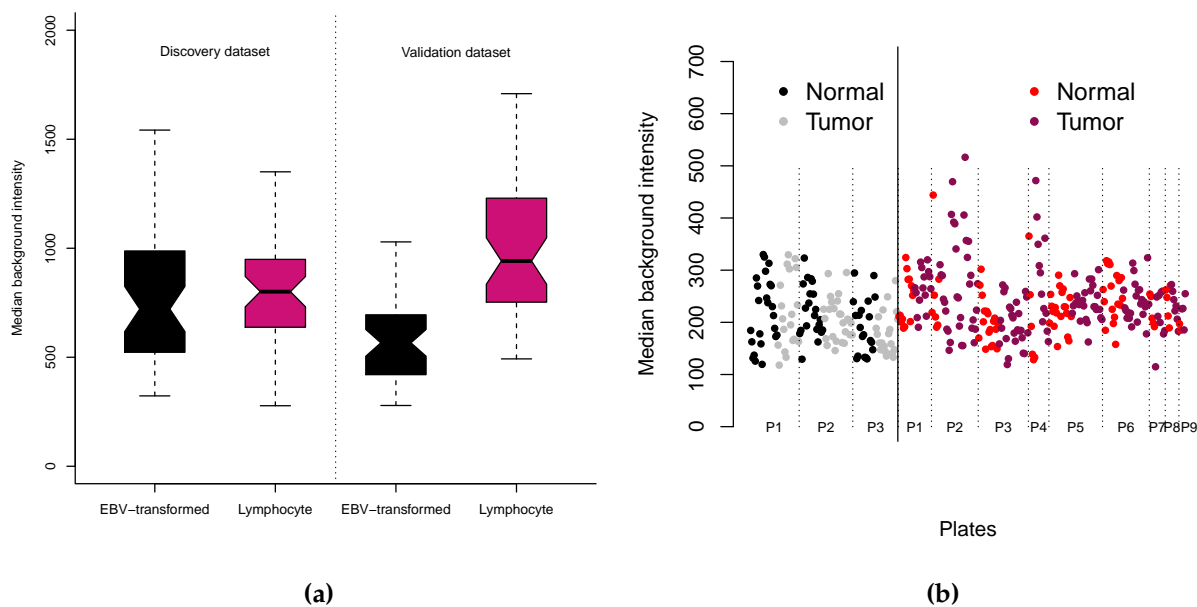 Median background intensity
2000
1500
1000
500
0
Discovery dataset
Validation dataset
EBV−transformed
Lymphocyte
EBV−transformed
Lymphocyte
(a)
Median background intensity
700
600
500
400
300
200
100
0
Normal
Tumor
Normal
Tumor
P1
P2
P3
P1
P2
P3
P4
P5
P6
P7
P8
P9
Plates
(b)